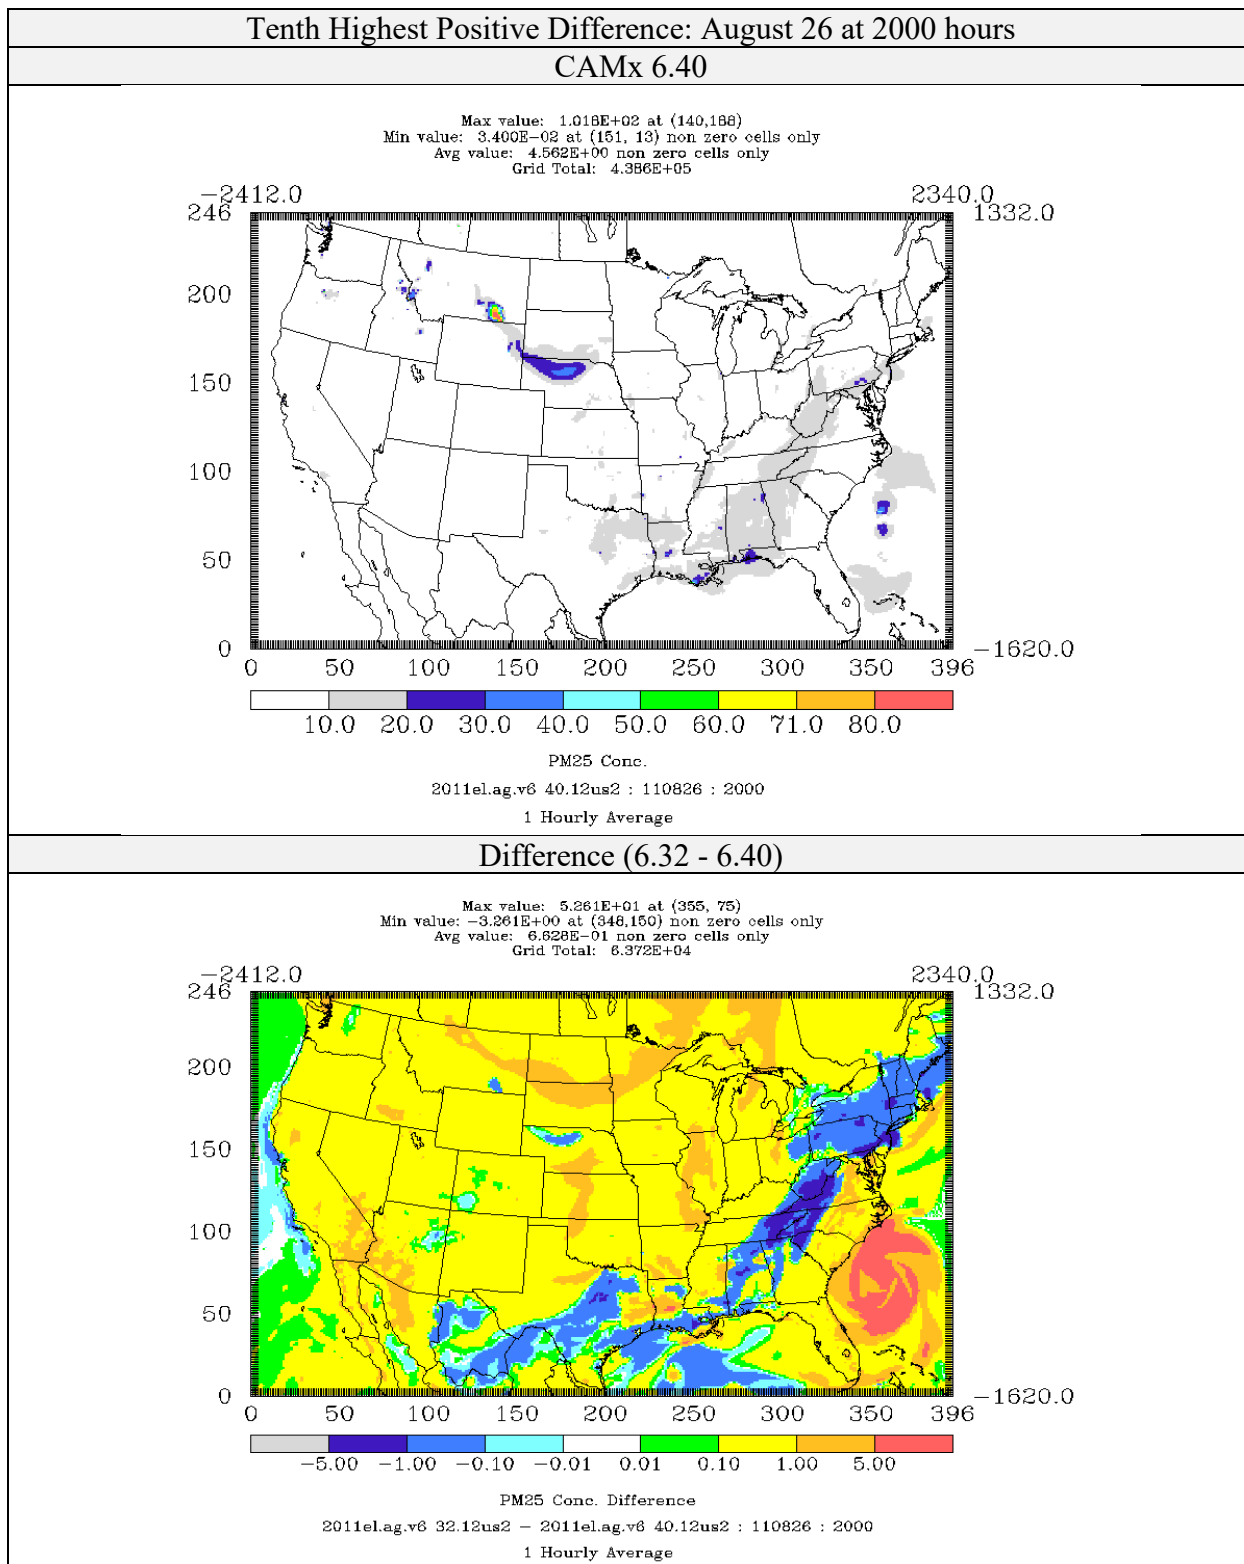 Tenth Highest Positive Difference: August 26 at 2000 hours
CAMx 6.40
Max value: 1.018E+02 at (140,188)
Min value: 3.400E-02 at (151, 13) non zero cells only
Avg value: 4.562E+00 non zero cells only
Grid Total: 4.386E+05
-2412.0 2340.0
246 1332.0
200
150
100
50
0 -1620.0
0 50 100 150 200 250 300 350 396
10.0 20.0 30.0 40.0 50.0 60.0 71.0 80.0
PM25 Conc.
2011el.ag.v6 40.12us2 : 110826 : 2000
1 Hourly Average
Difference (6.32 - 6.40)
Max value: 5.261E+01 at (355, 75)
Min value: -3.261E+00 at (348,150) non zero cells only
Avg value: 6.628E-01 non zero cells only
Grid Total: 6.372E+04
-2412.0 2340.0
246 1332.0
200
150
100
50
0 -1620.0
0 50 100 150 200 250 300 350 396
-5.00 -1.00 -0.10 -0.01 0.01 0.10 1.00 5.00
PM25 Conc. Difference
2011el.ag.v6 32.12us2 - 2011el.ag.v6 40.12us2 : 110826 : 2000
1 Hourly Average